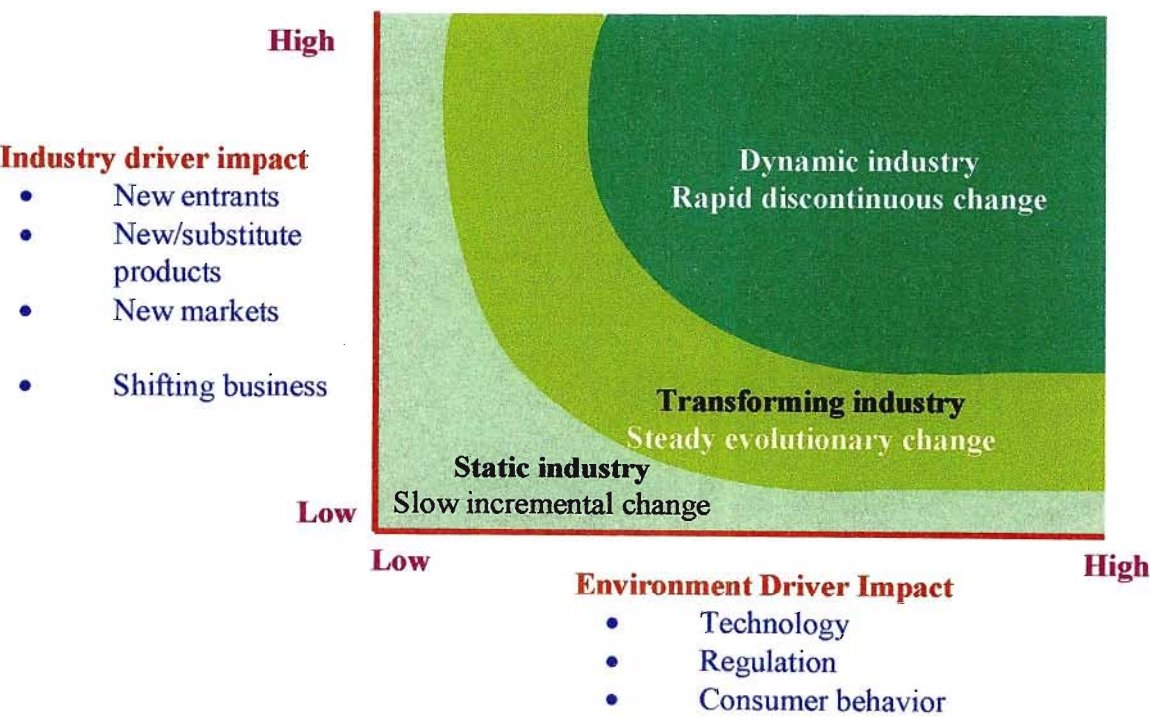 High
Industry driver impact
• New entrants
• New/substitute
products
• New markets
• Shifting business
Low
Dynamic industry
Rapid discontinuous change
Transforming industry
Steady evolutionary change
Static industry
Slow incremental change
Low
High
Environment Driver Impact
• Technology
• Regulation
• Consumer behavior